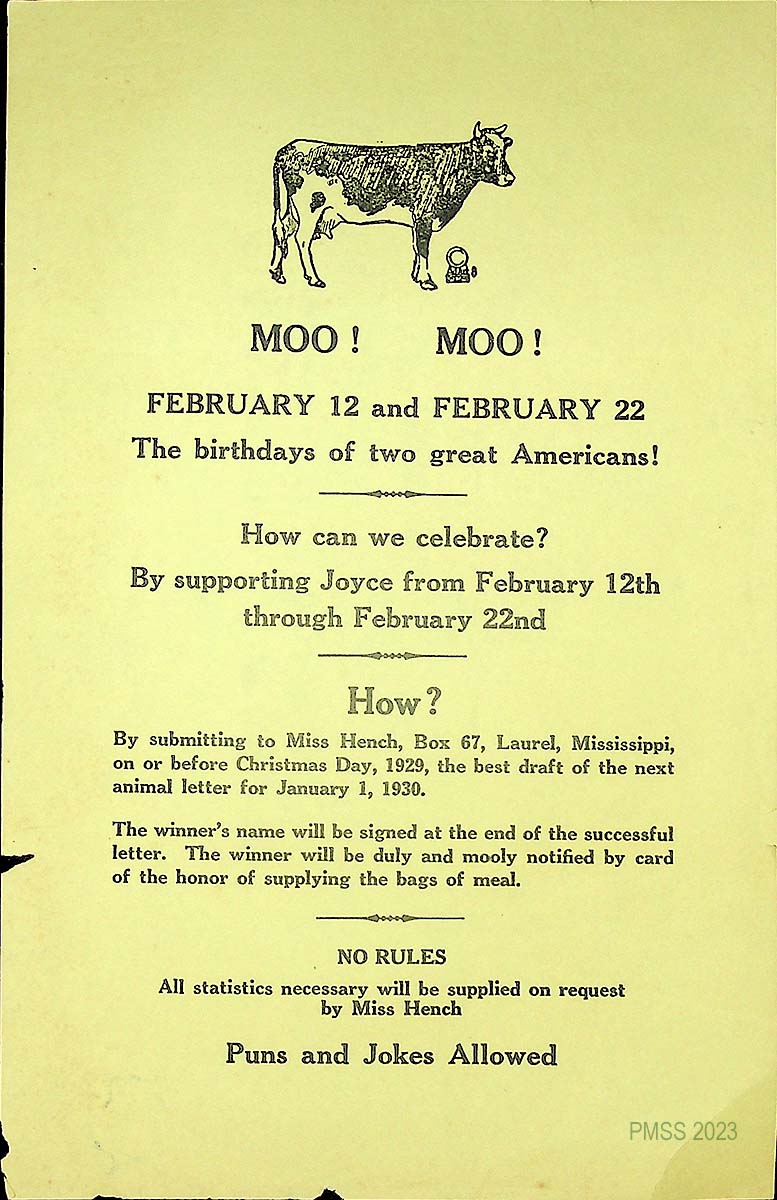 MOO ! MOO !
FEBRUARY 12 and FEBRUARY 22
The birthdays of two great Americans!
How can we celebrate?
By supporting Joyce from February 12th
through February 22nd
How?
By submitting to Miss Hench, Box 67, Laurel, Mississippi,
on or before Christmas Day, 1929, the best draft of the next
animal letter for January 1, 1930.
The winner's name will be signed at the end of the successful
letter. The winner will be duly and mooly notified by card
of the honor of supplying the bags of meal.
NO RULES
All statistics necessary will be supplied on request
by Miss Hench
Puns and Jokes Allowed
PMSS 2023